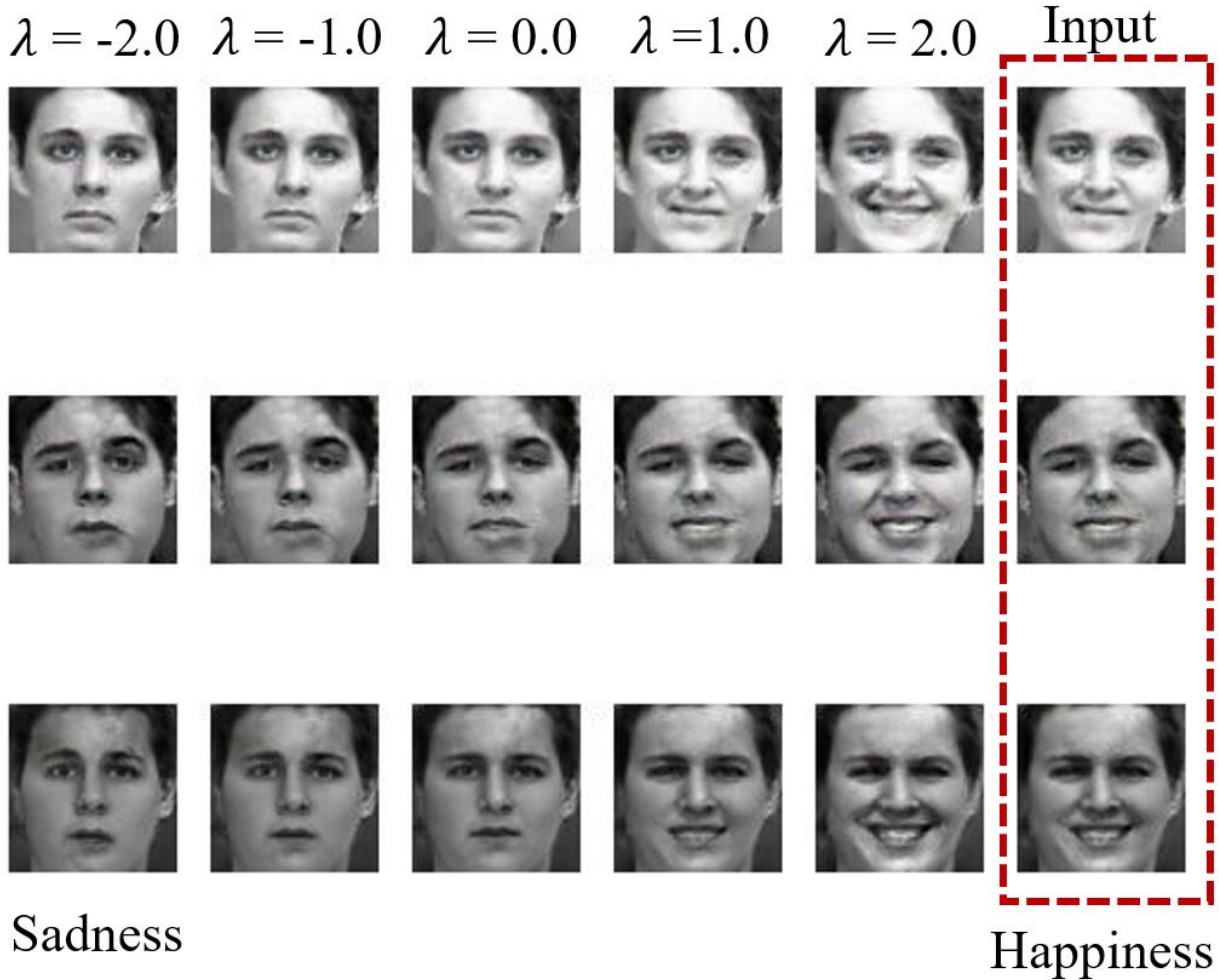 λ = -2.0 λ = -1.0 λ = 0.0 λ =1.0 λ = 2.0 Input
Sadness Happiness